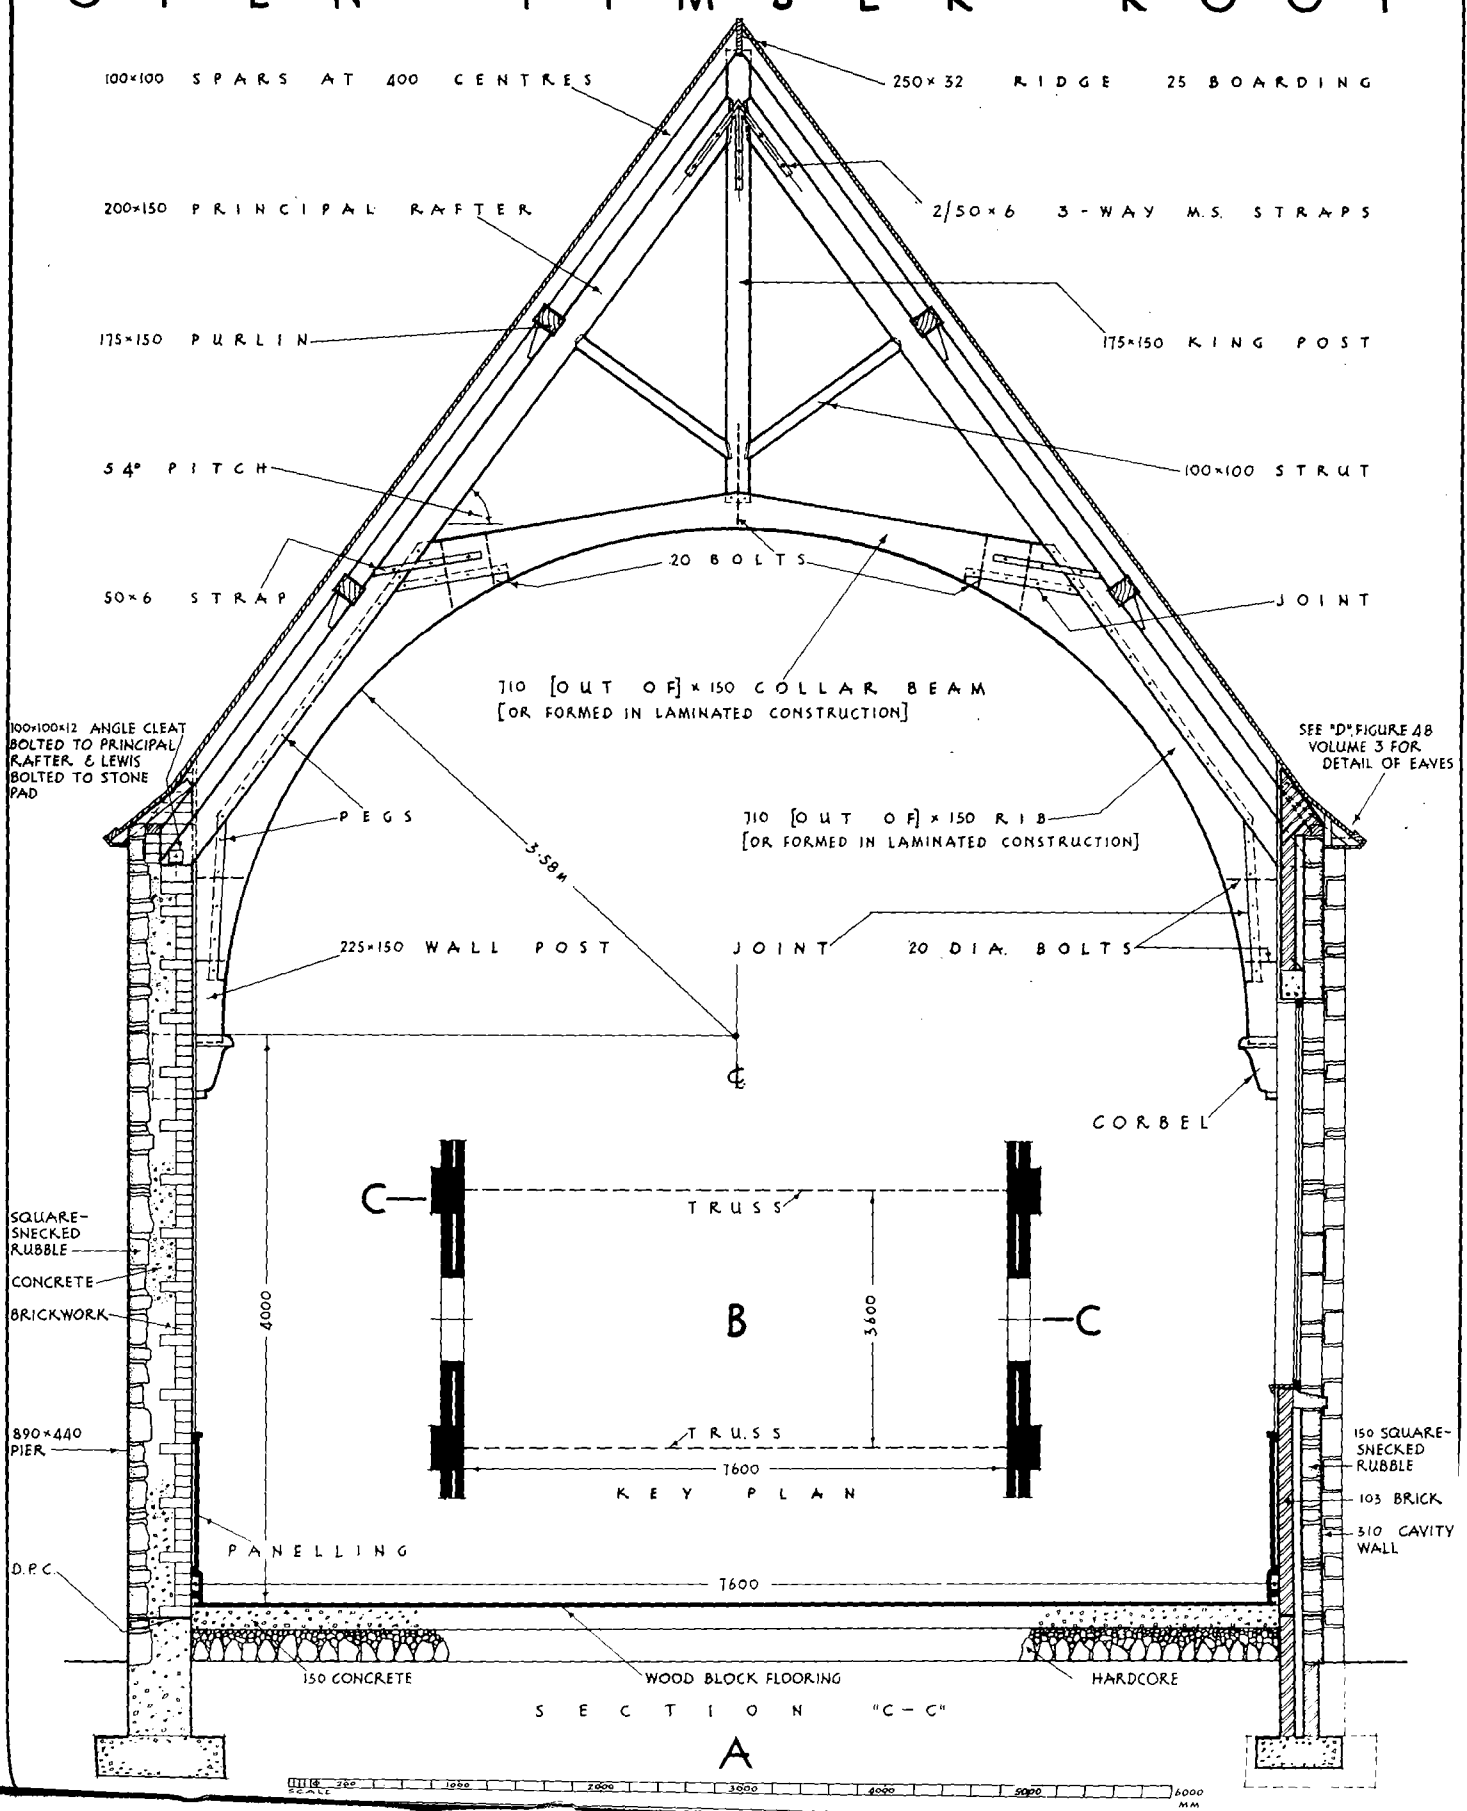 OPEN TIMBER ROOF
100×100 SPARS AT 400 CENTRES
250×32 RIDGE 25 BOARDING
200×150 PRINCIPAL RAFTER
2/50×6 3-WAY M.S. STRAPS
175×150 PURLIN
175×150 KING POST
54° PITCH
100×100 STRUT
20 BOLTS
50×6 STRAP
JOINT
710 [OUT OF] × 150 COLLAR BEAM
[OR FORMED IN LAMINATED CONSTRUCTION]
100×100×12 ANGLE CLEAT
BOLTED TO PRINCIPAL
RAFTER & LEWIS
BOLTED TO STONE
PAD
SEE "D", FIGURE 48
VOLUME 3 FOR
DETAIL OF EAVES
PEGS
710 [OUT OF] × 150 RIB
[OR FORMED IN LAMINATED CONSTRUCTION]
3·58M
225×150 WALL POST
JOINT
20 DIA. BOLTS
℄
CORBEL
C
TRUSS
SQUARE-
SNECKED
RUBBLE
CONCRETE
BRICKWORK
4000
B
3600
C
890×440
PIER
TRUSS
7600
KEY PLAN
150 SQUARE-
SNECKED
RUBBLE
103 BRICK
310 CAVITY
WALL
PANELLING
D.P.C.
7600
150 CONCRETE
WOOD BLOCK FLOORING
HARDCORE
SECTION "C-C"
A
200 1000 2000 3000 4000 5000 6000
SCALE
MM